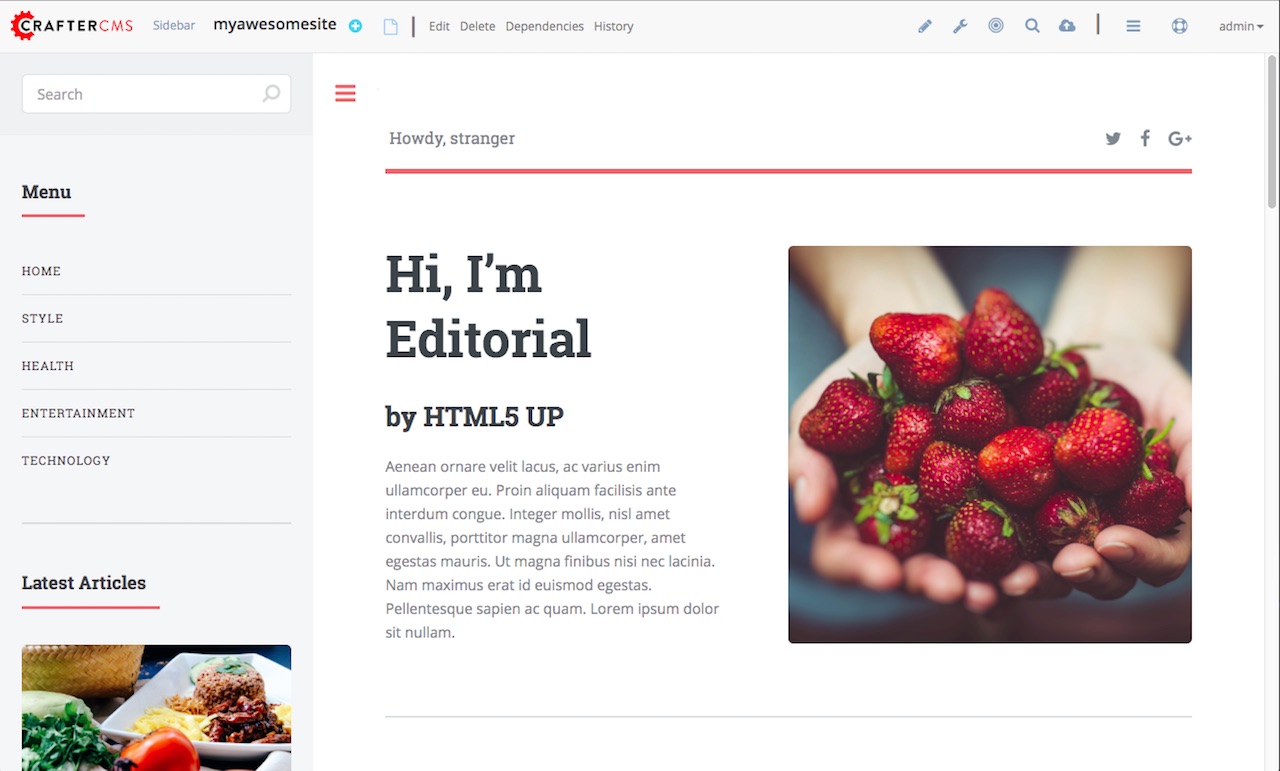 CRAFTERCMS Sidebar myawesomesite Edit Delete Dependencies History admin
Search
Howdy, stranger
G+
Menu
HOME
STYLE
HEALTH
ENTERTAINMENT
TECHNOLOGY
Latest Articles
Hi, I’m
Editorial
by HTML5 UP
Aenean ornare velit lacus, ac varius enim
ullamcorper eu. Proin aliquam facilisis ante
interdum congue. Integer mollis, nisl amet
convallis, porttitor magna ullamcorper, amet
egestas mauris. Ut magna finibus nisi nec lacinia.
Nam maximus erat id euismod egestas.
Pellentesque sapien ac quam. Lorem ipsum dolor
sit nullam.